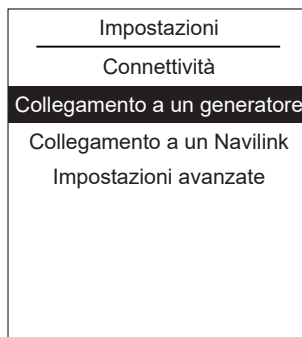 Impostazioni
Connettività
Collegamento a un generatore
Collegamento a un Navilink
Impostazioni avanzate